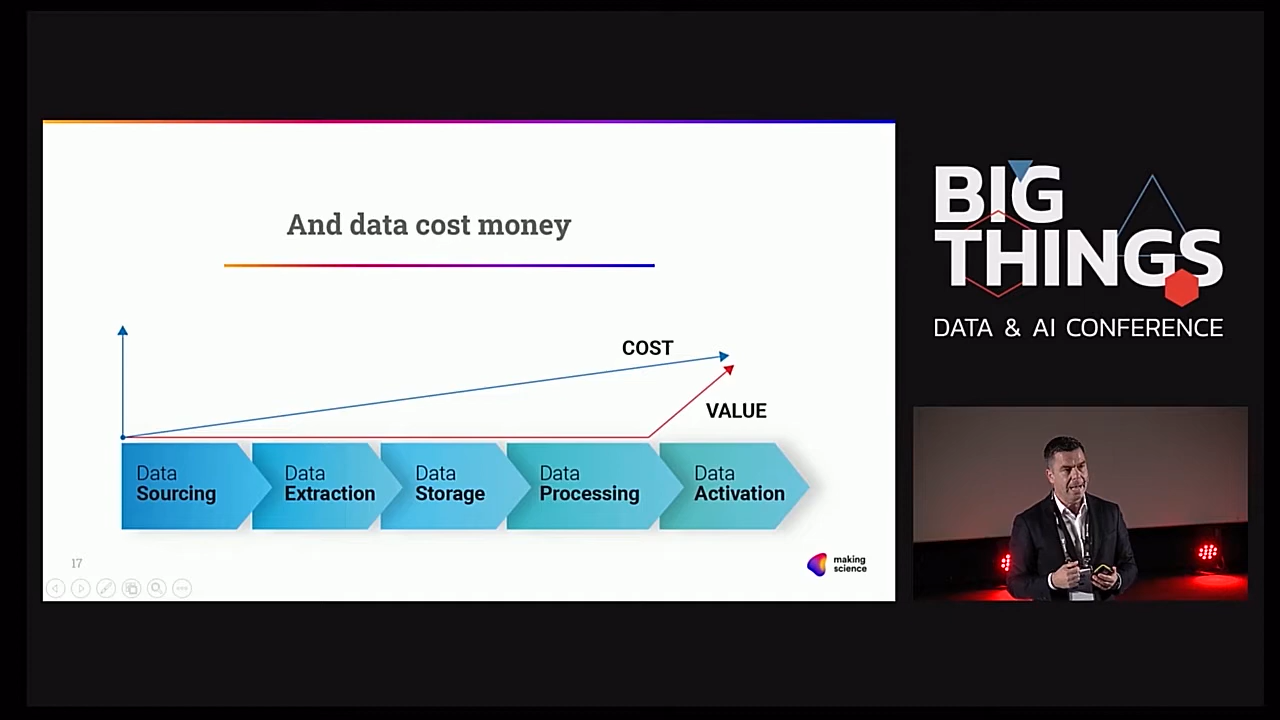 And data cost money
COST
VALUE
Data
Sourcing
Data
Extraction
Data
Storage
Data
Processing
Data
Activation
17
making
science
BIG
THINGS
DATA & AI CONFERENCE